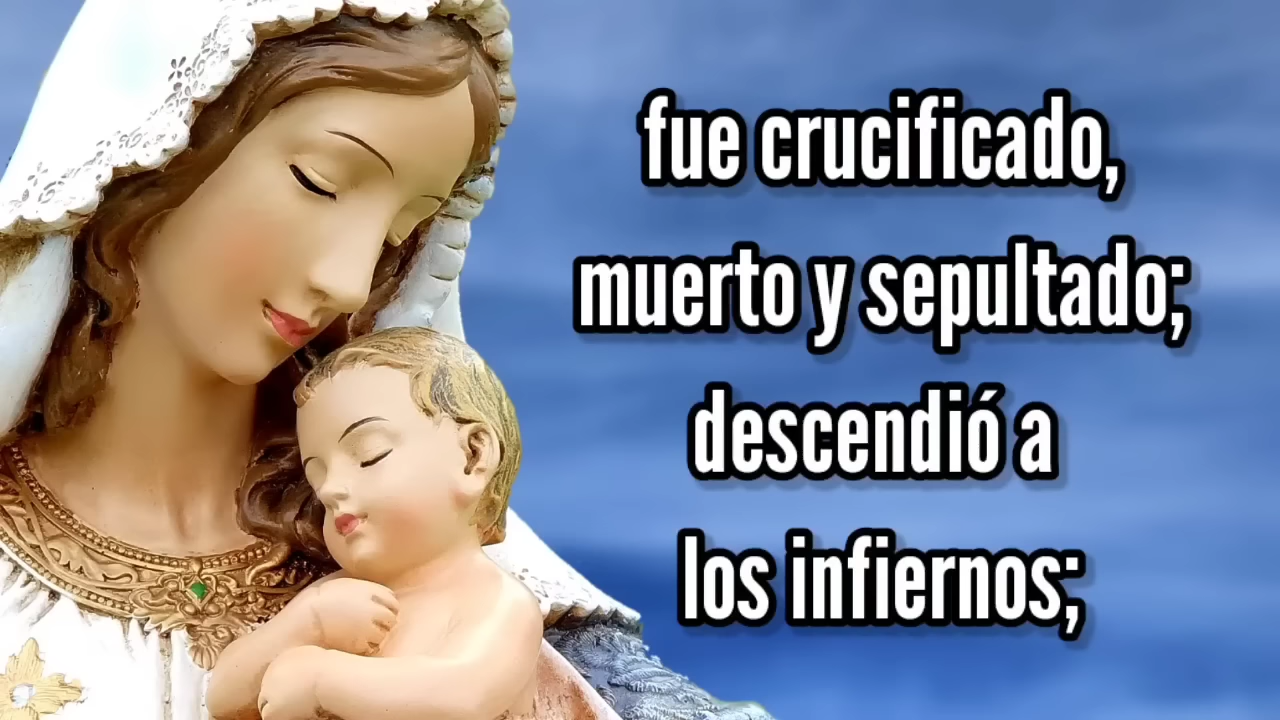 fue crucificado,
muerto y sepultado;
descendió a
los infiernos;